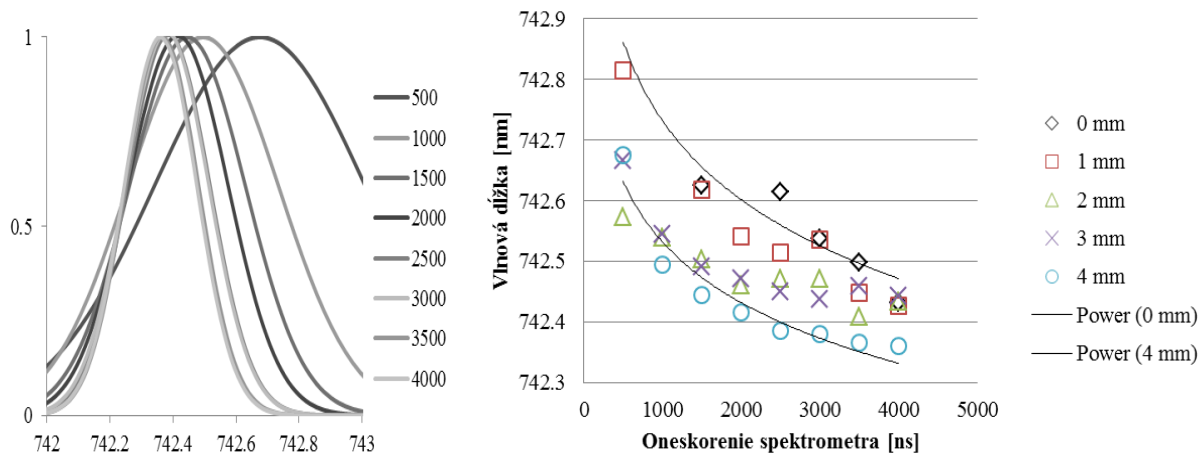 1
0.5
0
742 742.2 742.4 742.6 742.8 743
500
1000
1500
2000
2500
3000
3500
4000
Vlnová dĺžka [nm]
742.9
742.8
742.7
742.6
742.5
742.4
742.3
0 1000 2000 3000 4000 5000
Oneskorenie spektrometra [ns]
0 mm
1 mm
2 mm
3 mm
4 mm
Power (0 mm)
Power (4 mm)